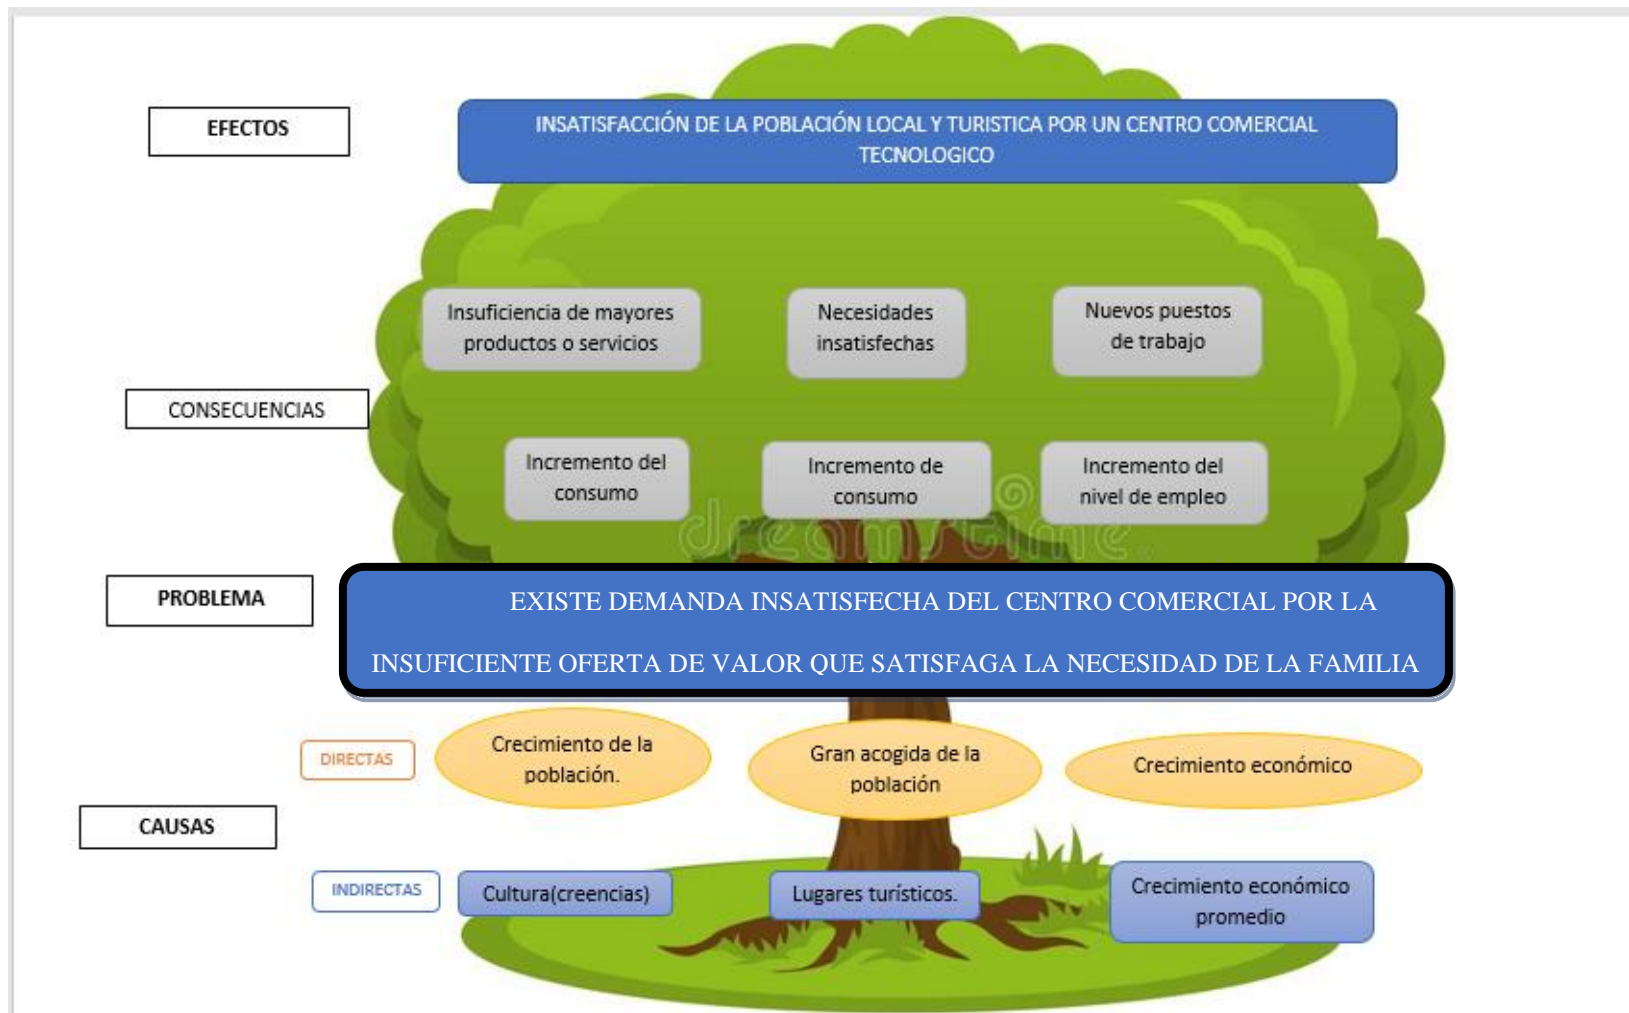 EFECTOS
INSATISFACCIÓN DE LA POBLACIÓN LOCAL Y TURISTICA POR UN CENTRO COMERCIAL
TECNOLOGICO
Insuficiencia de mayores
productos o servicios
Necesidades
insatisfechas
Nuevos puestos
de trabajo
CONSECUENCIAS
Incremento del
consumo
Incremento de
consumo
Incremento del
nivel de empleo
dreamstime
PROBLEMA
EXISTE DEMANDA INSATISFECHA DEL CENTRO COMERCIAL POR LA
INSUFICIENTE OFERTA DE VALOR QUE SATISFAGA LA NECESIDAD DE LA FAMILIA
DIRECTAS
Crecimiento de la
población.
Gran acogida de la
población
Crecimiento económico
CAUSAS
INDIRECTAS
Cultura(creencias)
Lugares turísticos.
Crecimiento económico
promedio